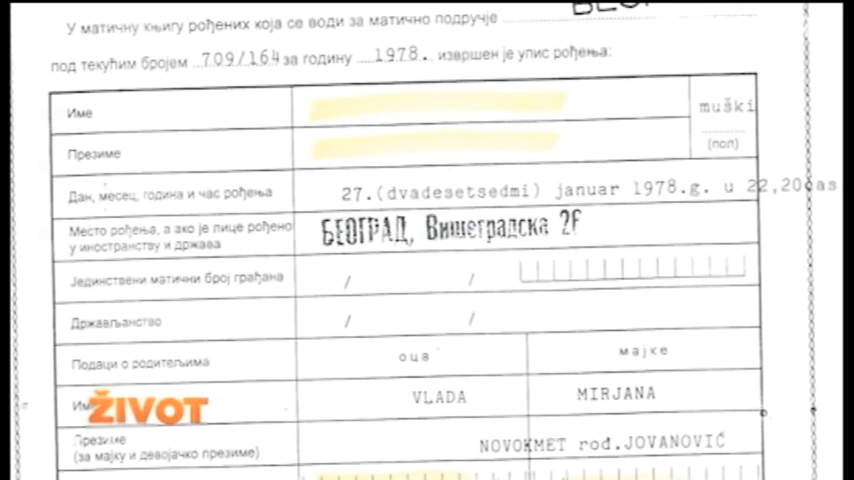 У матичну књигу рођених која се води за матично подручје
под текућим бројем 709/164 за годину 1978. извршен је упис рођења:
Име
muški
Презиме
(пол)
Дан, месец, година и час рођења 27.(dvadesetsedmi) januar 1978.g. u 22,20čas
Место рођења, а ако је лице рођено
у иностранству и држава
БЕОГРАД, Вишеградска 26
Јединствени матични број грађана / /
Држављанство / /
Подаци о родитељима оца мајке
VLADA MIRJANA
ŽIVOT
Презиме
(за мајку и девојачко презиме) NOVOKMET rođ.JOVANOVIĆ